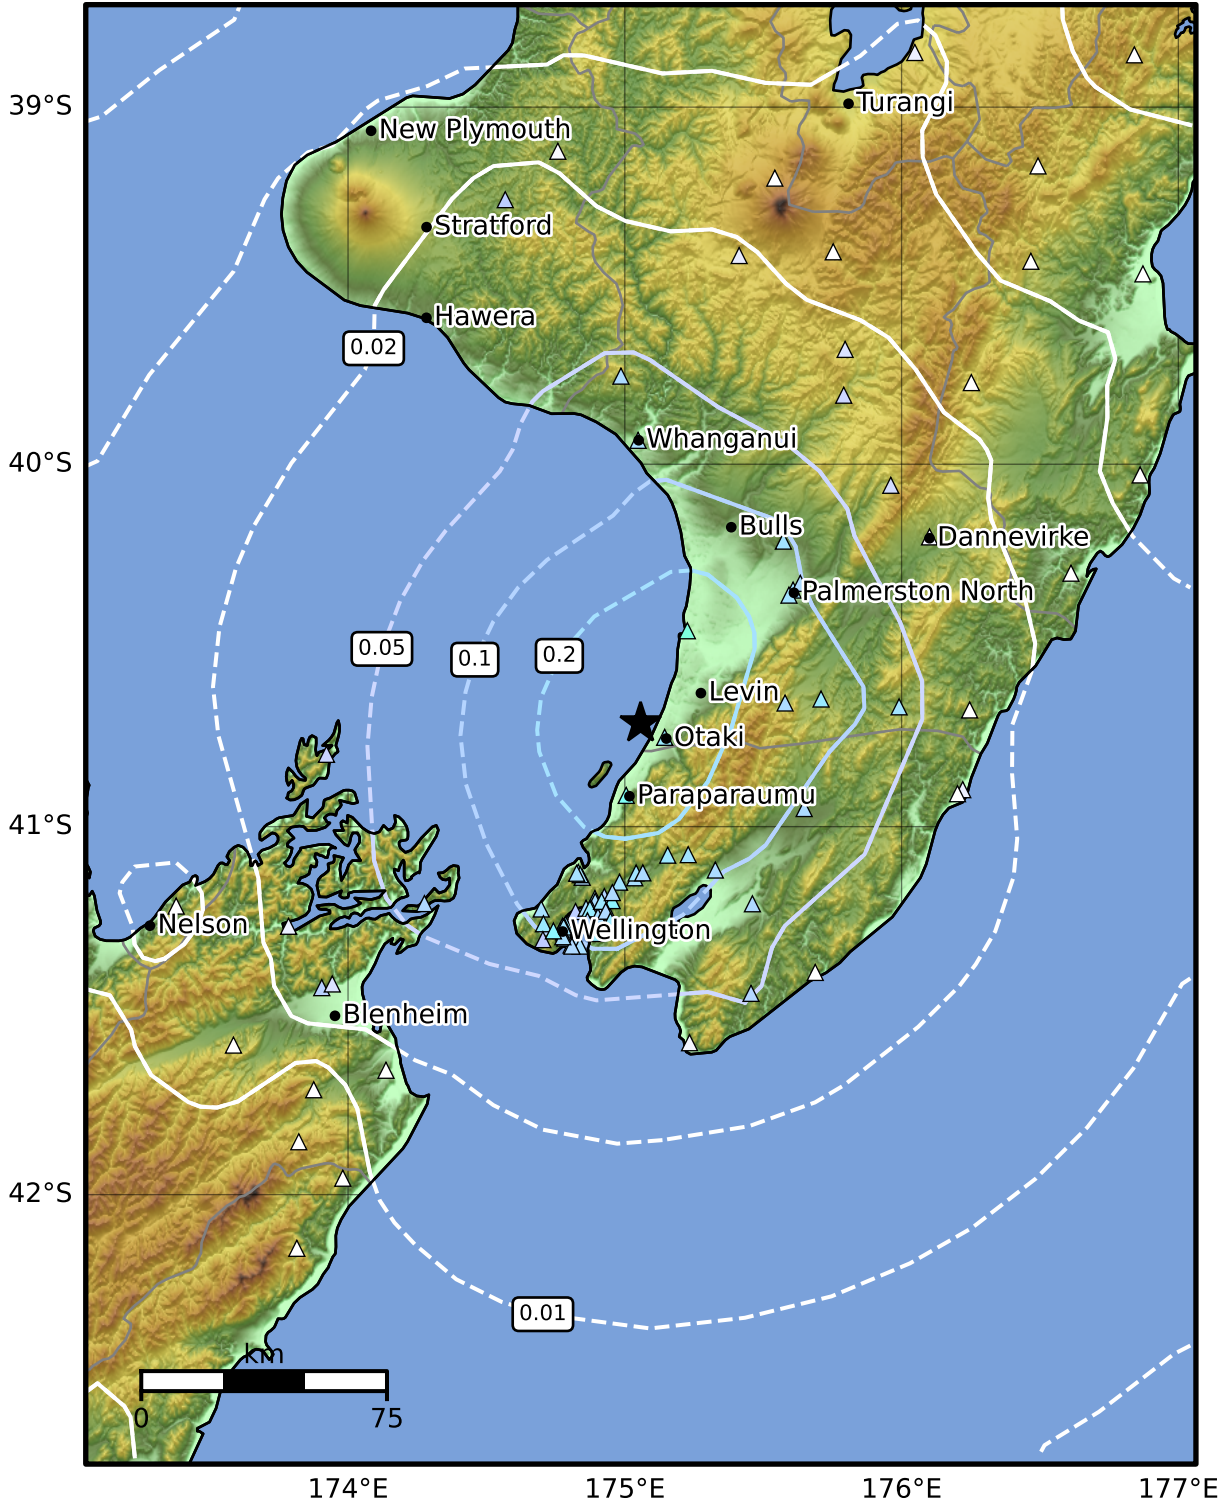 39°S
40°S
41°S
42°S
Turangi
New Plymouth
Stratford
Hawera
0.02
Whanganui
Bulls
Dannevirke
Palmerston North
0.05
0.1
0.2
Levin
Otaki
Paraparaumu
Nelson
Wellington
Blenheim
0.01
km
0
75
174°E
175°E
176°E
177°E